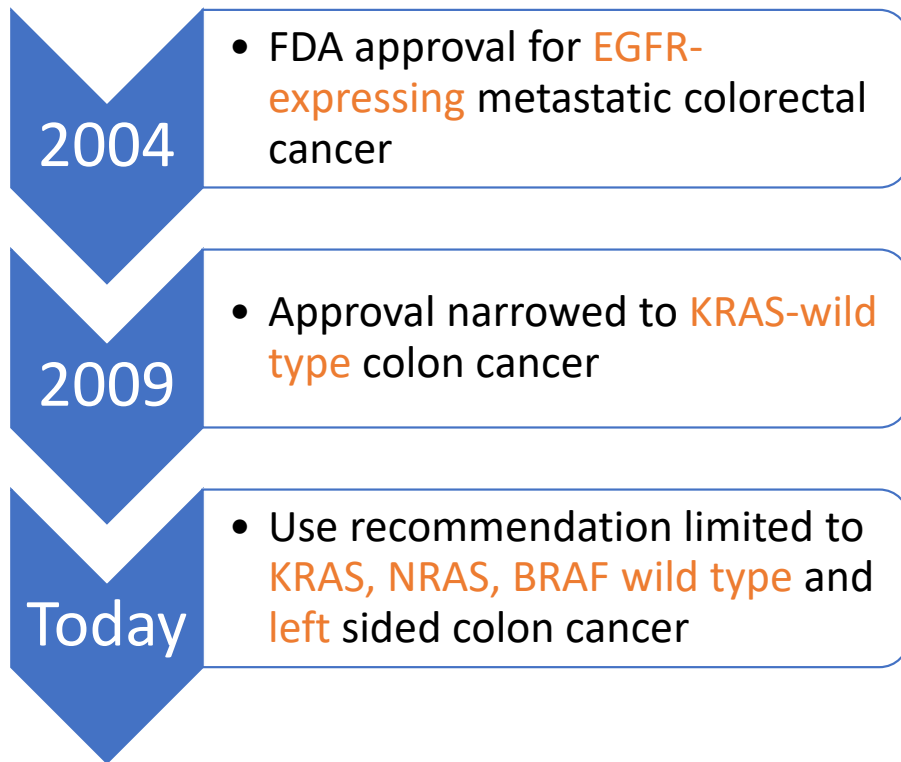 2004
• FDA approval for EGFR-
expressing metastatic colorectal
cancer
2009
• Approval narrowed to KRAS-wild
type colon cancer
Today
• Use recommendation limited to
KRAS, NRAS, BRAF wild type and
left sided colon cancer